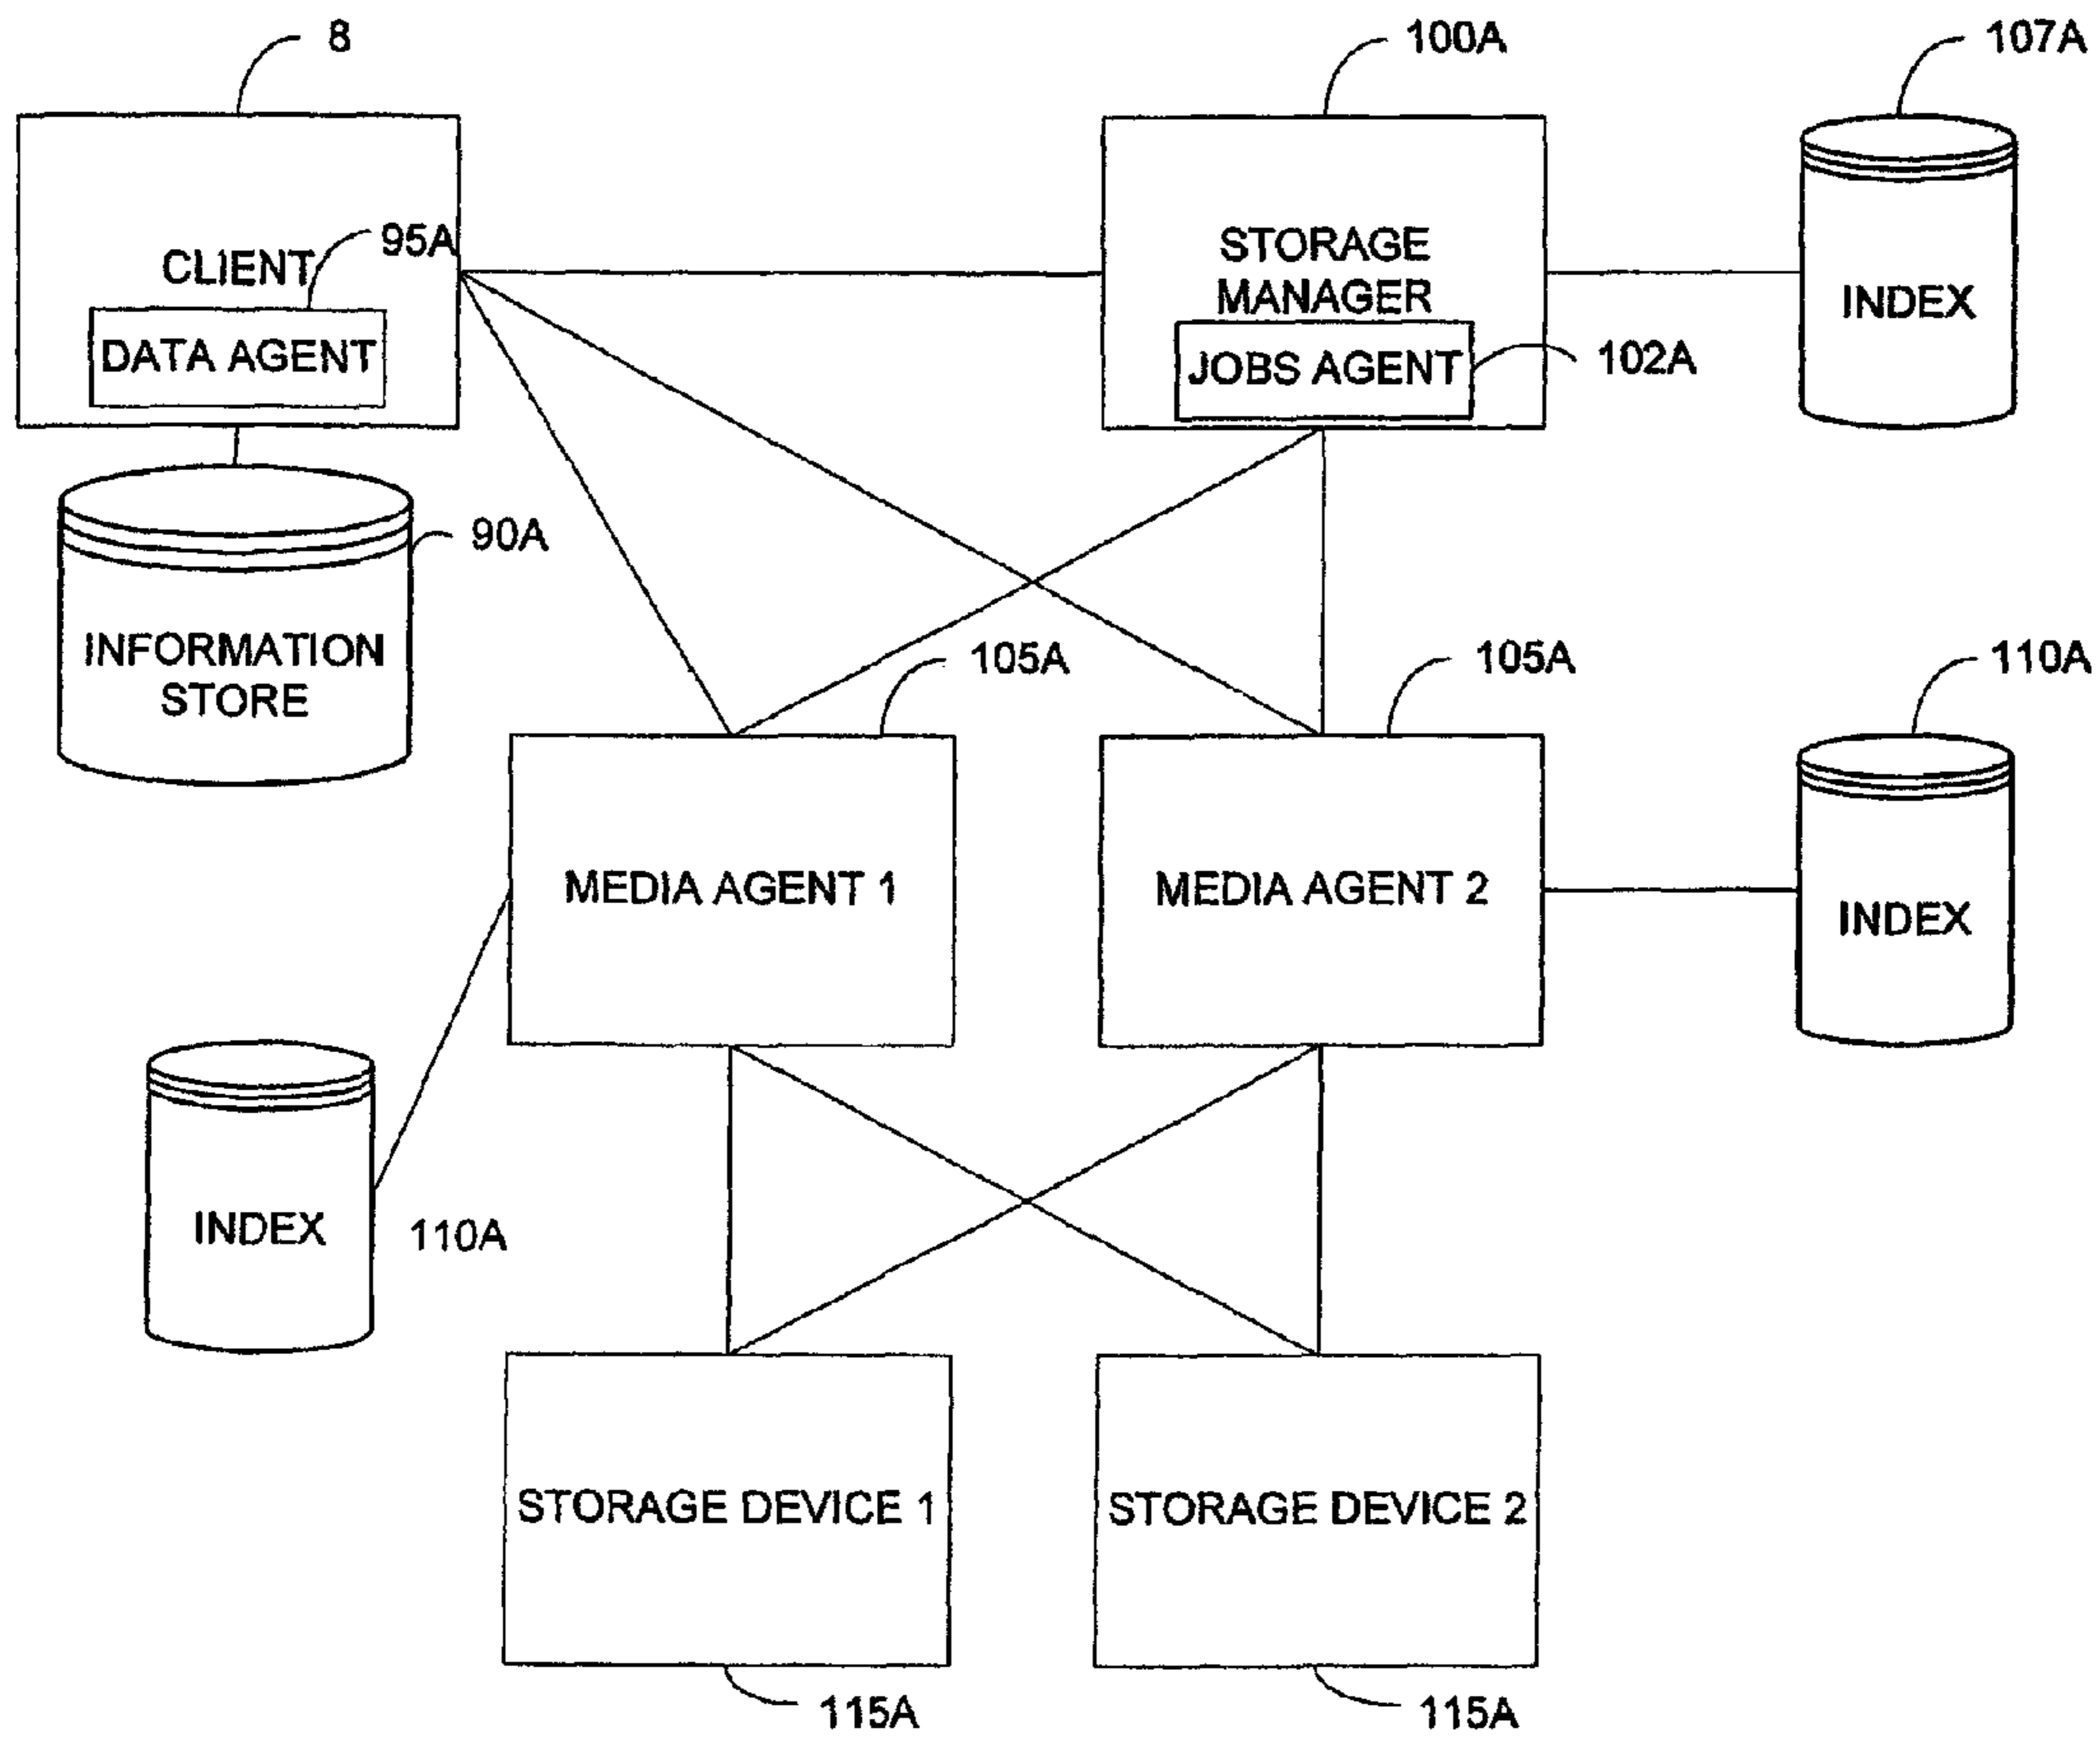 8
100A
107A
CLIENT
95A
DATA AGENT
STORAGE
MANAGER
JOBS AGENT
102A
INDEX
90A
INFORMATION
STORE
105A
105A
110A
MEDIA AGENT 1
MEDIA AGENT 2
INDEX
INDEX
110A
STORAGE DEVICE 1
STORAGE DEVICE 2
115A
115A